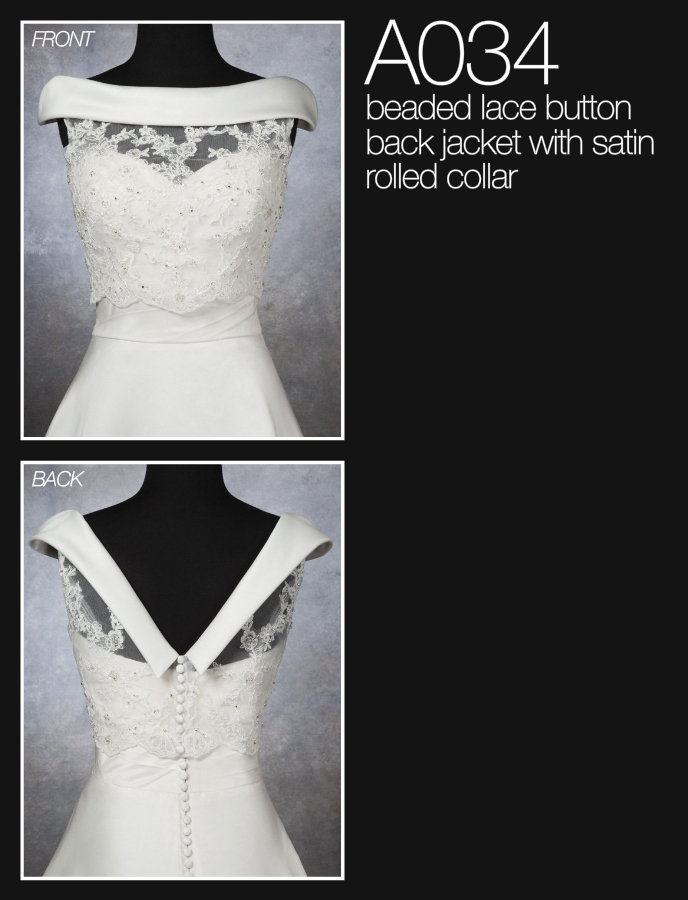 FRONT
A034
beaded lace button
back jacket with satin
rolled collar
BACK